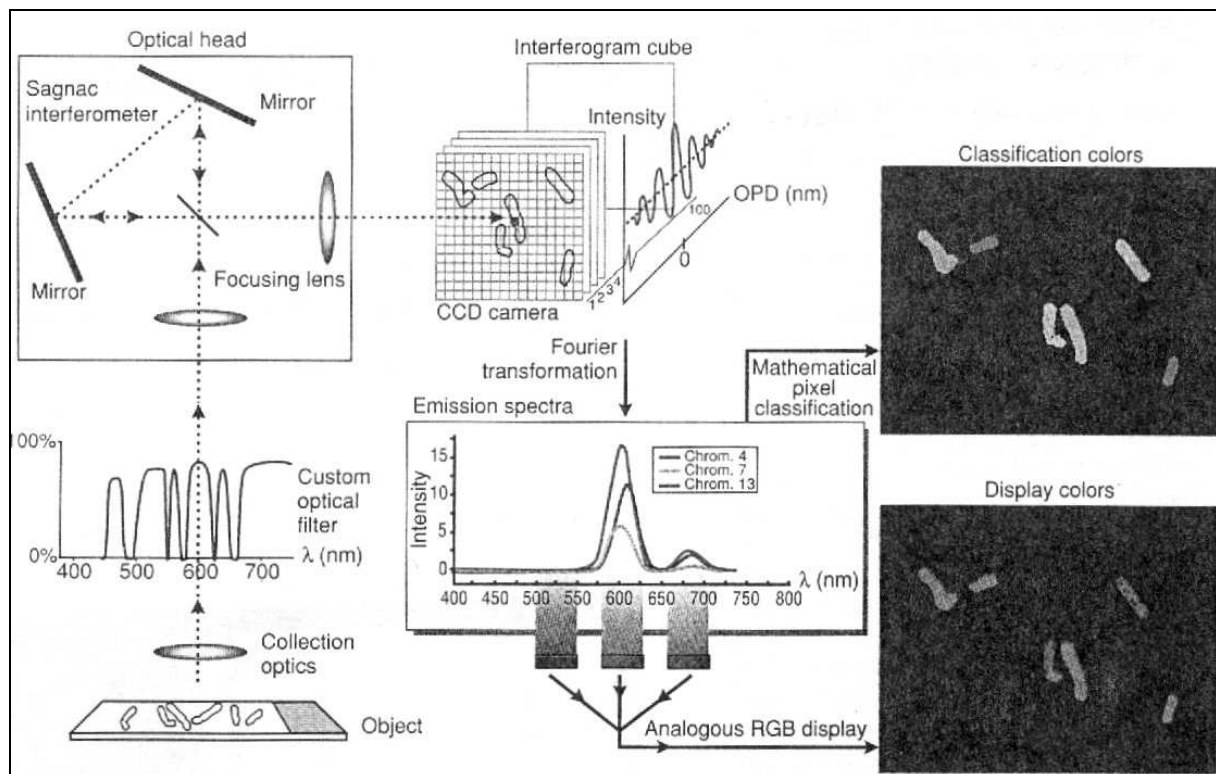 Optical head
Sagnac
interferometer
Mirror
Mirror
Focusing lens
Interferogram cube
Intensity
OPD (nm)
100
0
1 2 3 4
CCD camera
Fourier
transformation
Mathematical
pixel
classification
Classification colors
Emission spectra
Intensity
15
10
5
0
Chrom. 4
Chrom. 7
Chrom. 13
400 450 500 550 600 650 700 750 800
λ (nm)
100%
0%
Custom
optical
filter
λ (nm)
400 500 600 700
Collection
optics
Object
Display colors
Analogous RGB display